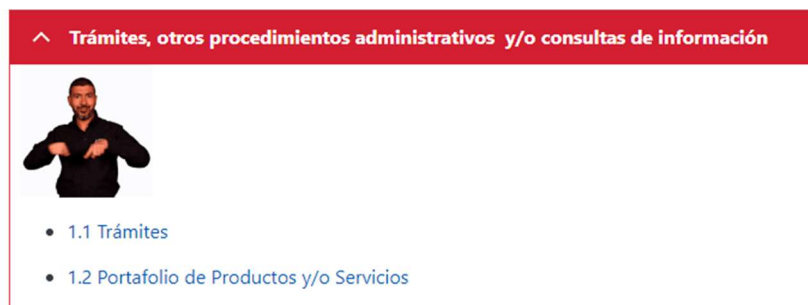 Trámites, otros procedimientos administrativos y/o consultas de información
1.1 Trámites
1.2 Portafolio de Productos y/o Servicios